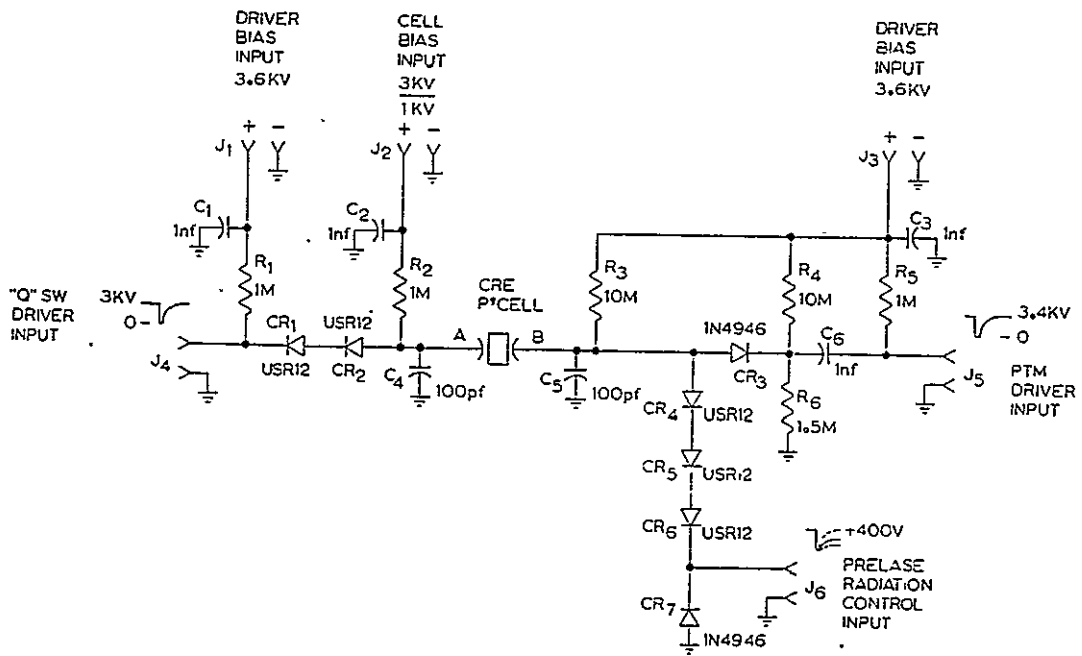 DRIVER
BIAS
INPUT
3.6KV
CELL
BIAS
INPUT
3KV
1KV
DRIVER
BIAS
INPUT
3.6KV
+ -
J1
+ -
J2
+ -
J3
C1
1nf
C2
1nf
C3
1nf
R1
1M
R2
1M
R3
10M
R4
10M
R5
1M
"Q" SW
DRIVER
INPUT
3KV
0-
J4
CR1
USR12
USR12
CR2
CRE
P'CELL
A
B
C4
100pf
C5
100pf
1N4946
CR3
C6
1nf
R6
1.5M
3.4KV
- 0
J5
PTM
DRIVER
INPUT
CR4
USR12
CR5
USR12
CR6
USR12
+400V
J6
PRELASE
RADIATION
CONTROL
INPUT
CR7
1N4946